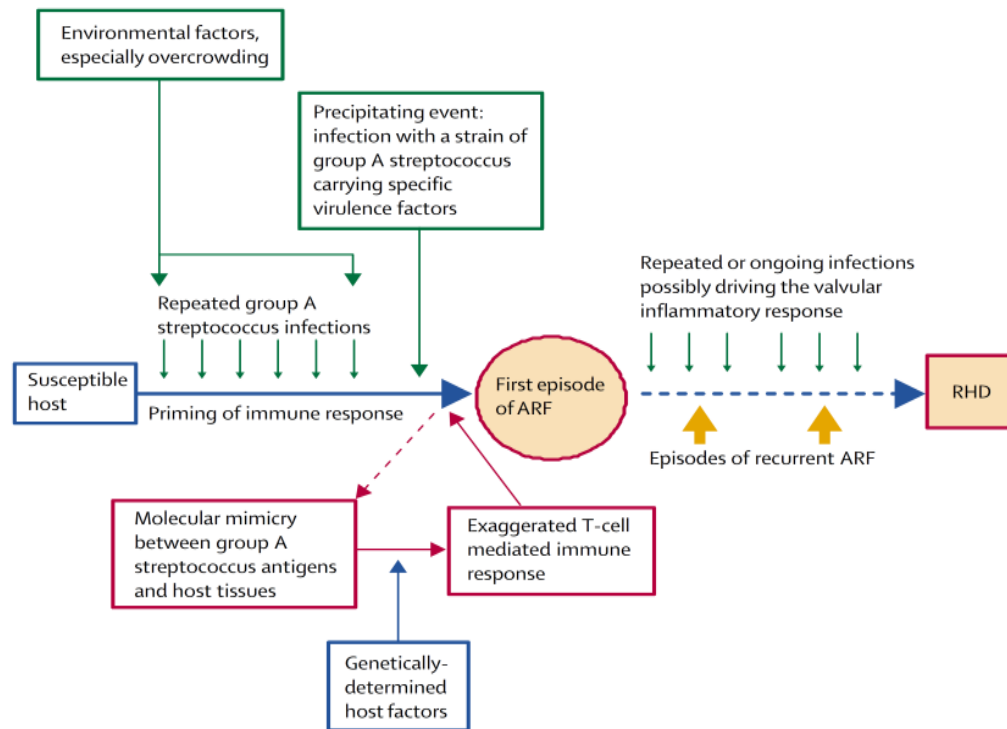 Environmental factors,
especially overcrowding
Precipitating event:
infection with a strain of
group A streptococcus
carrying specific
virulence factors
Repeated group A
streptococcus infections
Repeated or ongoing infections
possibly driving the valvular
inflammatory response
Susceptible
host
Priming of immune response
First episode
of ARF
RHD
Episodes of recurrent ARF
Molecular mimicry
between group A
streptococcus antigens
and host tissues
Exaggerated T-cell
mediated immune
response
Genetically-
determined
host factors